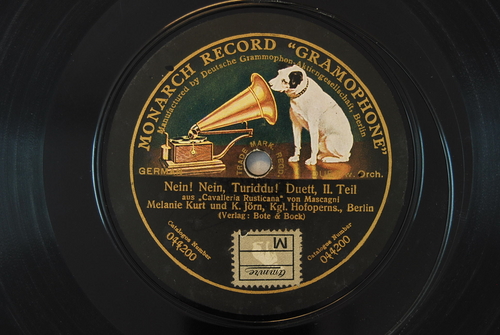 MONARCH RECORD "GRAMOPHONE"
Manufactured by Deutsche Grammophon-Aktiengesellschaft, Berlin
TRADE MARK
GERM
w. Orch.
Nein! Nein, Turiddu! Duett, II. Teil
aus „Cavalleria Rusticana" von Mascagni
Melanie Kurt und K. Jörn, Kgl. Hofoperns., Berlin
(Verlag: Bote & Bock)
Catalogue Number
044200
Catalogue Number
044200
M